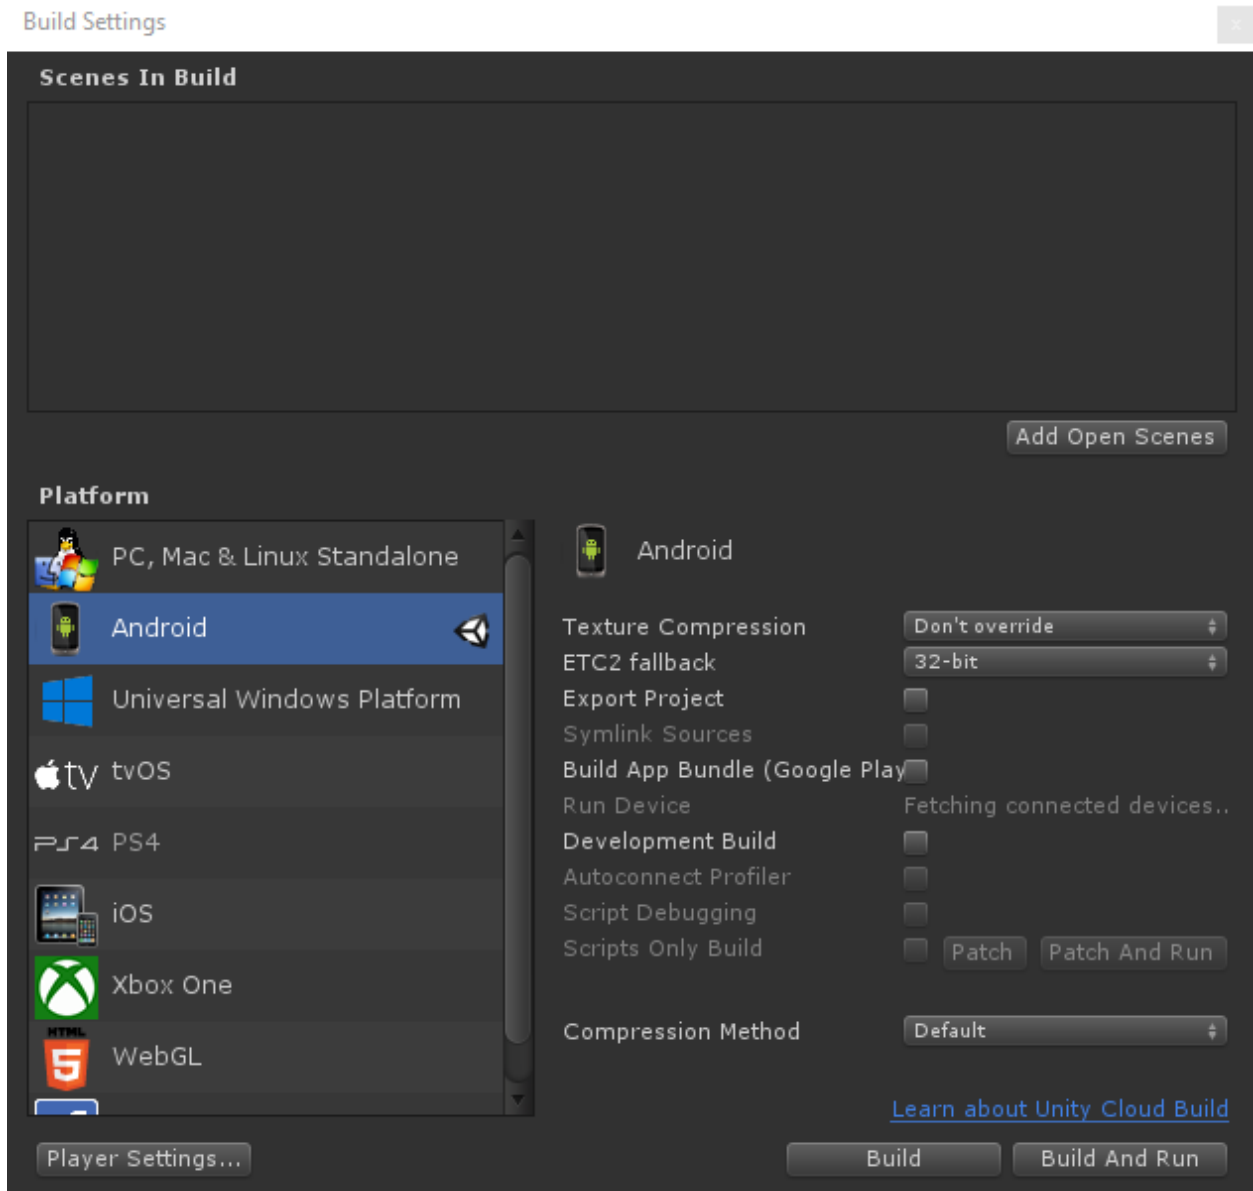 Build Settings
x
Scenes In Build
Add Open Scenes
Platform
PC, Mac & Linux Standalone
Android
Universal Windows Platform
tv tvOS
PS4 PS4
iOS
Xbox One
HTML
5 WebGL
Android
Texture Compression Don't override
ETC2 fallback 32-bit
Export Project
Symlink Sources
Build App Bundle (Google Play
Run Device Fetching connected devices..
Development Build
Autoconnect Profiler
Script Debugging
Scripts Only Build Patch Patch And Run
Compression Method Default
Learn about Unity Cloud Build
Player Settings... Build Build And Run